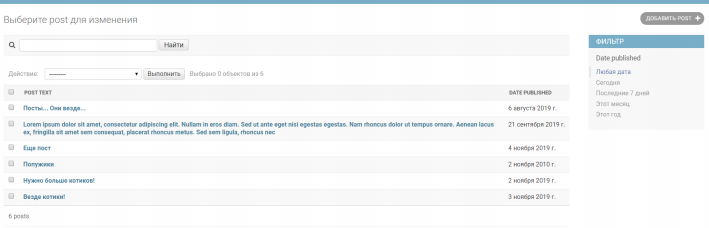 Выберите post для изменения
ДОБАВИТЬ POST +
Найти
Действие: --------- Выполнить Выбрано 0 объектов из 6
POST TEXT DATE PUBLISHED
Посты... Они везде... 6 августа 2019 г.
Lorem ipsum dolor sit amet, consectetur adipiscing elit. Nullam in eros diam. Sed ut ante eget nisi egestas egestas. Nam rhoncus dolor ut tempus ornare. Aenean lacus 21 сентября 2019 г.
ex, fringilla sit amet sem consequat, placerat rhoncus metus. Sed sem ligula, rhoncus nec
Еще пост 4 ноября 2019 г.
Попужики 2 ноября 2010 г.
Нужно больше котиков! 2 ноября 2019 г.
Везде котики! 3 ноября 2019 г.
6 posts
ФИЛЬТР
Date published
Любая дата
Сегодня
Последние 7 дней
Этот месяц
Этот год